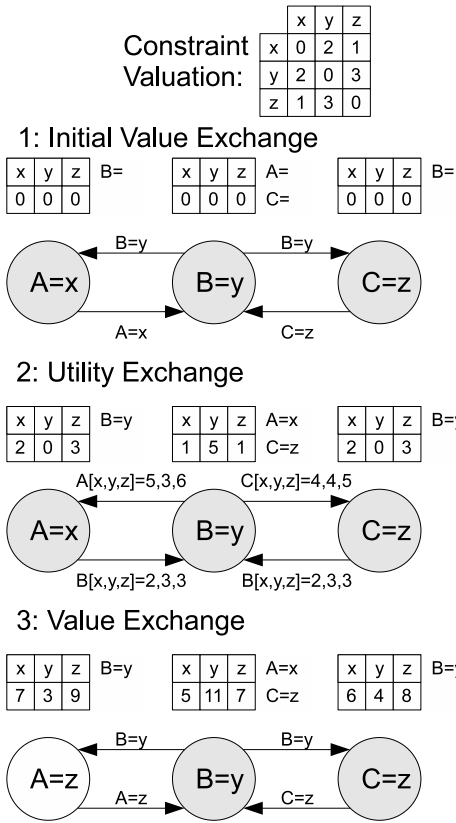 x y z
Constraint x 0 2 1
Valuation: y 2 0 3
z 1 3 0
1: Initial Value Exchange
x y z B= x y z A= x y z B=
0 0 0 0 0 0 C= 0 0 0
B=y B=y
A=x B=y C=z
A=x C=z
2: Utility Exchange
x y z B=y x y z A=x x y z B=y
2 0 3 1 5 1 C=z 2 0 3
A[x,y,z]=5,3,6 C[x,y,z]=4,4,5
A=x B=y C=z
B[x,y,z]=2,3,3 B[x,y,z]=2,3,3
3: Value Exchange
x y z B=y x y z A=x x y z B=y
7 3 9 5 11 7 C=z 6 4 8
B=y B=y
A=z B=y C=z
A=z C=z